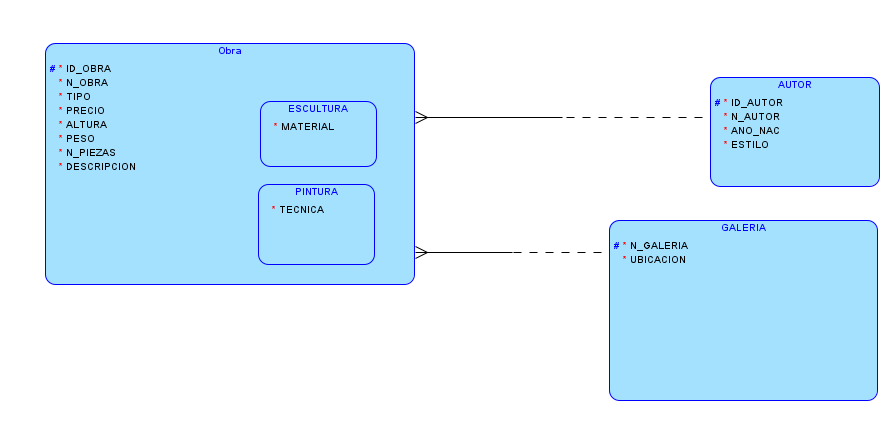 Obra
# * ID_OBRA
* N_OBRA
* TIPO
* PRECIO
* ALTURA
* PESO
* N_PIEZAS
* DESCRIPCION
ESCULTURA
* MATERIAL
PINTURA
* TECNICA
AUTOR
# * ID_AUTOR
* N_AUTOR
* ANO_NAC
* ESTILO
GALERIA
# * N_GALERIA
* UBICACION